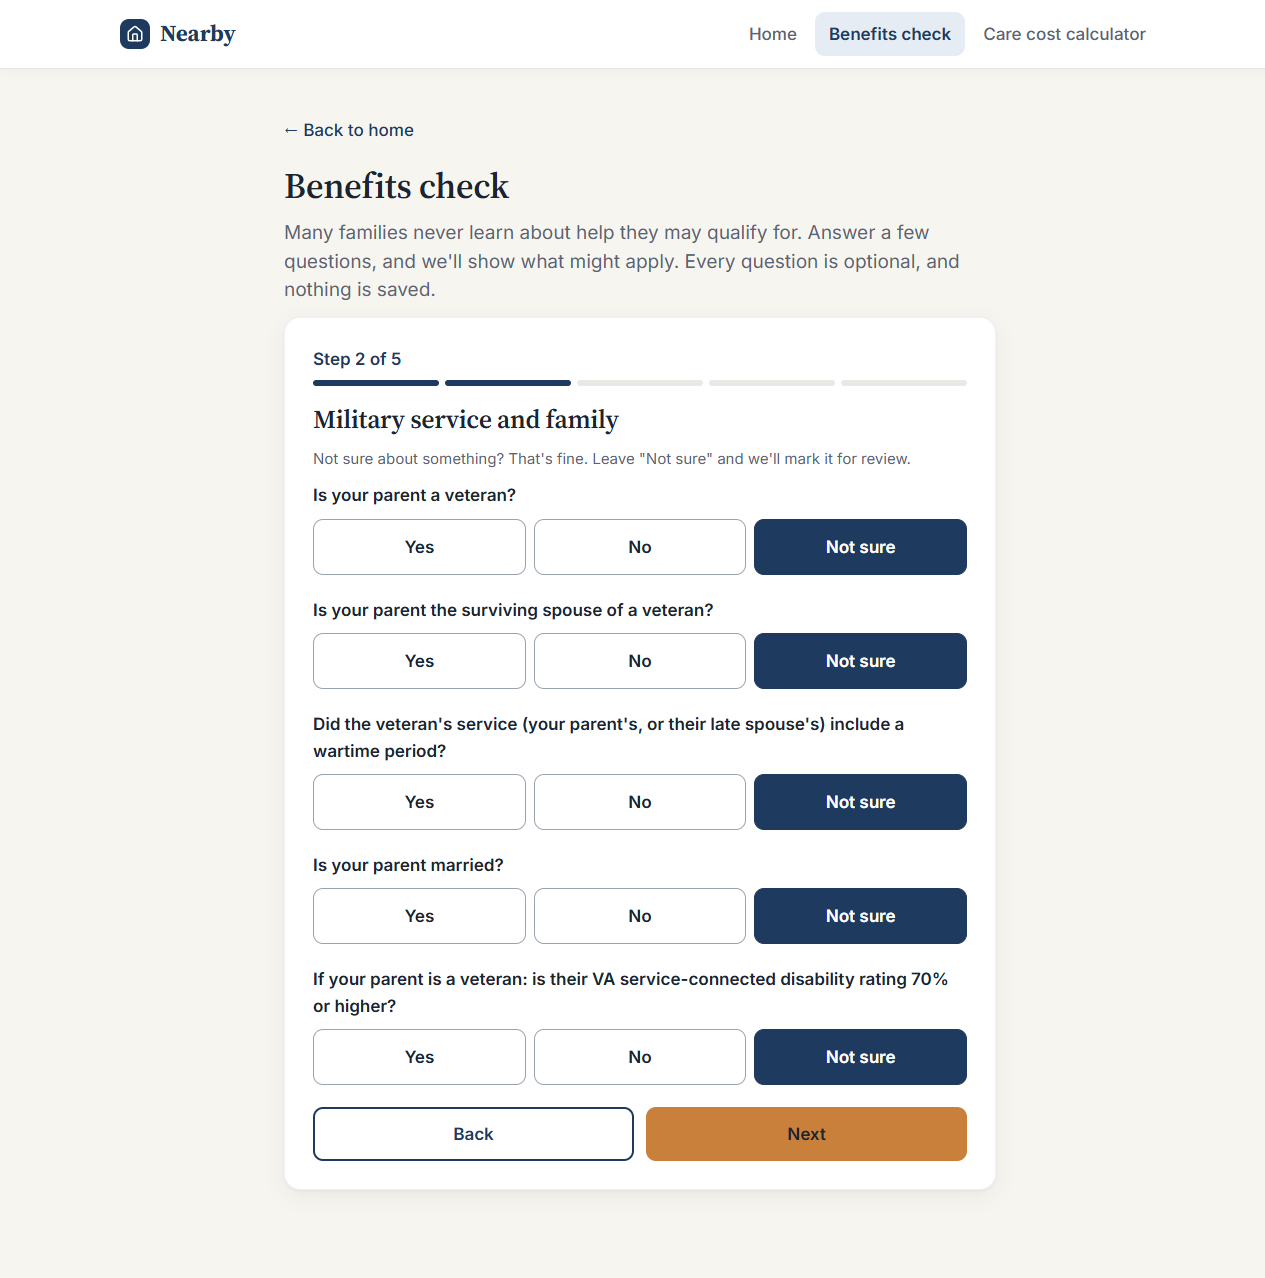 Nearby
Home
Benefits check
Care cost calculator
← Back to home
Benefits check
Many families never learn about help they may qualify for. Answer a few
questions, and we'll show what might apply. Every question is optional, and
nothing is saved.
Step 2 of 5
Military service and family
Not sure about something? That's fine. Leave "Not sure" and we'll mark it for review.
Is your parent a veteran?
Yes
No
Not sure
Is your parent the surviving spouse of a veteran?
Yes
No
Not sure
Did the veteran's service (your parent's, or their late spouse's) include a
wartime period?
Yes
No
Not sure
Is your parent married?
Yes
No
Not sure
If your parent is a veteran: is their VA service-connected disability rating 70%
or higher?
Yes
No
Not sure
Back
Next